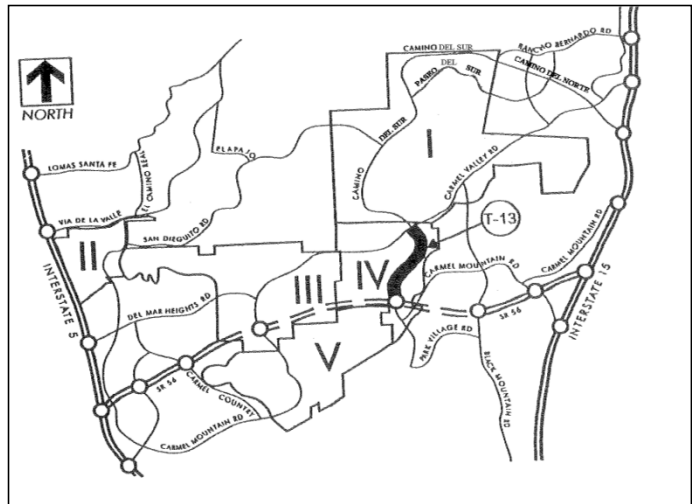 NORTH
CAMINO DEL SUR
RANCHO BERNARDO RD
CAMINO DEL NORTE
PASEO DEL SUR
LOMAS SANTA FE
EL CAMINO REAL
EL APAJO
CAMINO DEL SUR
I
CARMEL VALLEY RD
T-13
VIA DE LA VALLE
SAN DIEGUITO RD
II
INTERSTATE 5
DEL MAR HEIGHTS RD
III
IV
CARMEL MOUNTAIN RD
CARMEL MOUNTAIN RD
SR 56
INTERSTATE 15
PARK VILLAGE RD
BLACK MOUNTAIN RD
V
SR 56
CARMEL COUNTRY
CARMEL MOUNTAIN RD